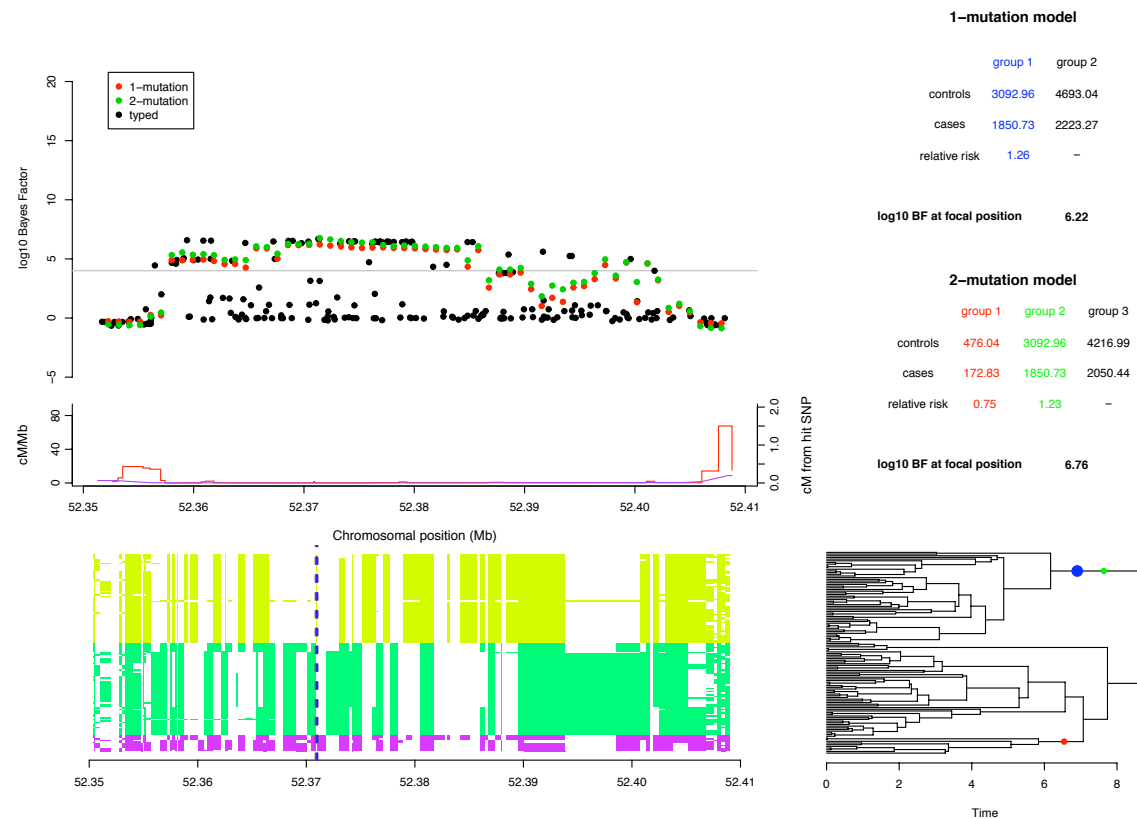 1−mutation model
group 1 group 2
controls 3092.96 4693.04
cases 1850.73 2223.27
relative risk 1.26 −
log10 BF at focal position 6.22
2−mutation model
group 1 group 2 group 3
controls 476.04 3092.96 4216.99
cases 172.83 1850.73 2050.44
relative risk 0.75 1.23 −
log10 BF at focal position 6.76
1−mutation
2−mutation
typed
log10 Bayes Factor
20
15
10
5
0
−5
cM/Mb
80
40
0
2.0
1.0
0.0
cM from hit SNP
52.35 52.36 52.37 52.38 52.39 52.40 52.41
Chromosomal position (Mb)
52.35 52.36 52.37 52.38 52.39 52.40 52.41
0 2 4 6 8
Time